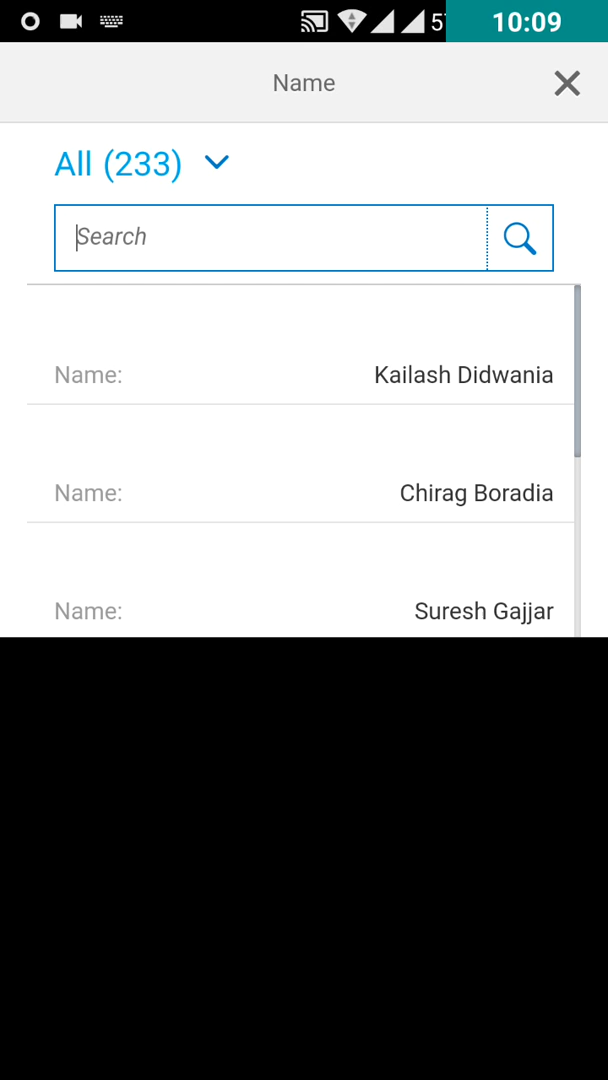 10:09
Name
All (233)
Search
Name: Kailash Didwania
Name: Chirag Boradia
Name: Suresh Gajjar